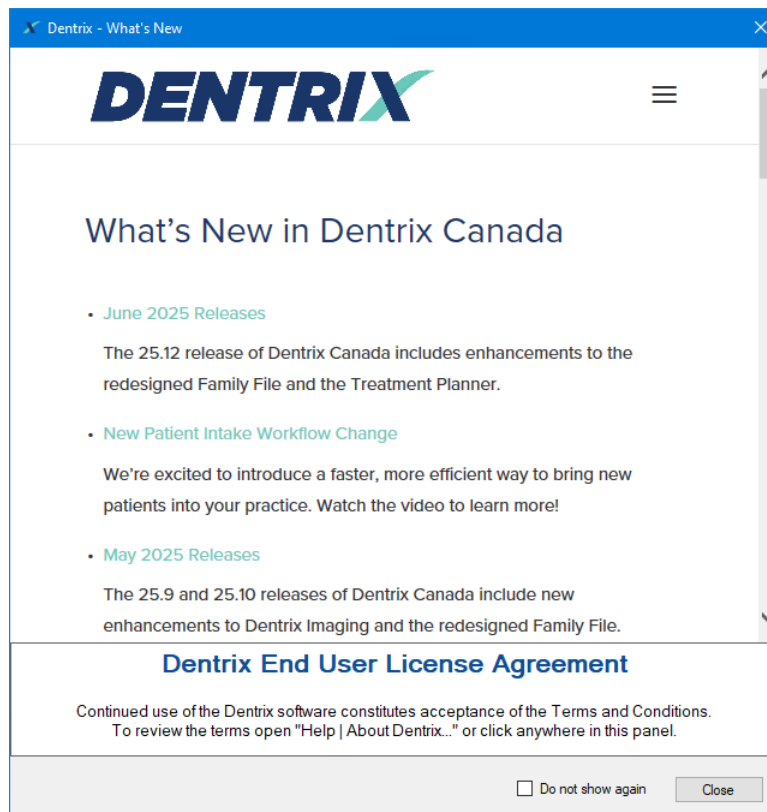 Dentrix - What's New
DENTRIX
What’s New in Dentrix Canada
• June 2025 Releases
The 25.12 release of Dentrix Canada includes enhancements to the
redesigned Family File and the Treatment Planner.
• New Patient Intake Workflow Change
We’re excited to introduce a faster, more efficient way to bring new
patients into your practice. Watch the video to learn more!
• May 2025 Releases
The 25.9 and 25.10 releases of Dentrix Canada include new
enhancements to Dentrix Imaging and the redesigned Family File.
Dentrix End User License Agreement
Continued use of the Dentrix software constitutes acceptance of the Terms and Conditions.
To review the terms open "Help | About Dentrix..." or click anywhere in this panel.
Do not show again
Close